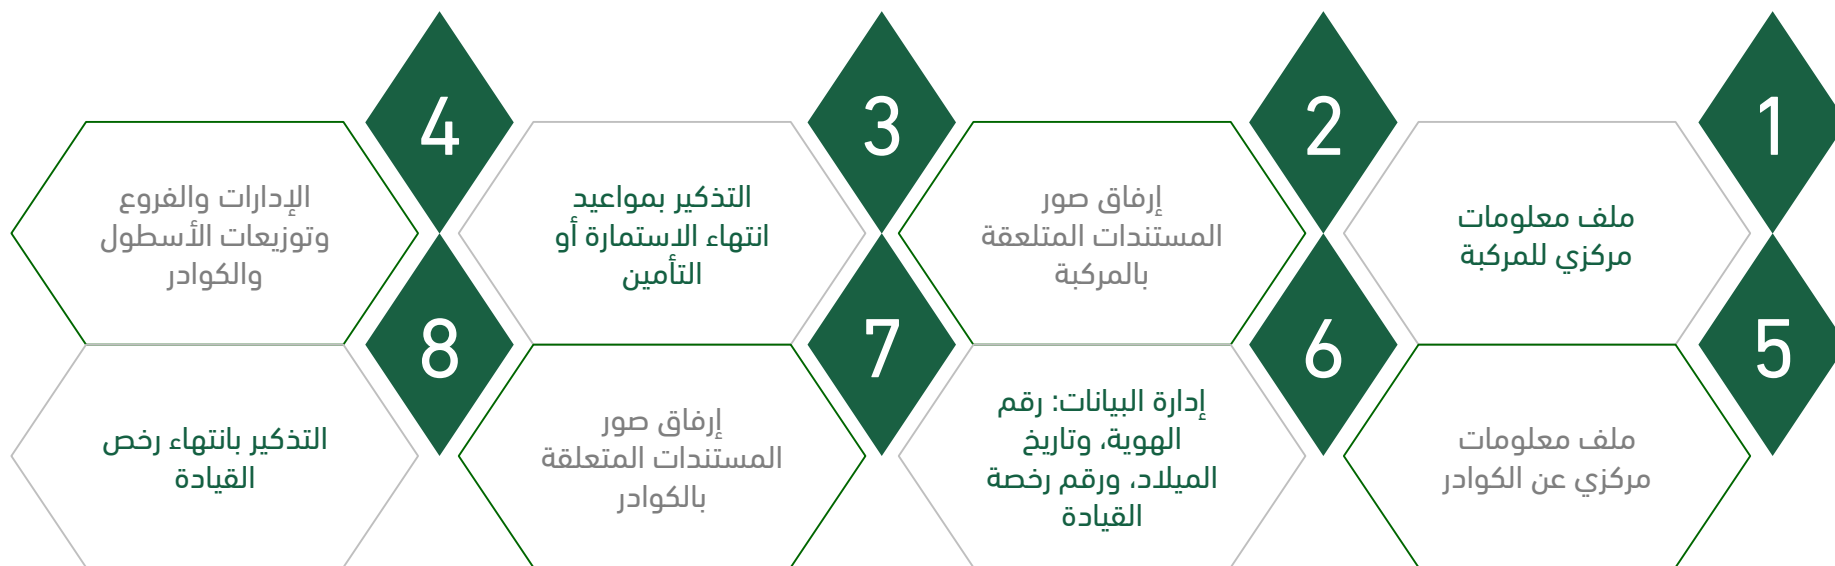 1
ملف معلومات
مركزي للمركبة
2
إرفاق صور
المستندات المتلعقة
بالمركبة
3
التذكير بمواعيد
انتهاء الاستمارة أو
التأمين
4
الإدارات والفروع
وتوزيعات الأسطول
والكوادر
5
ملف معلومات
مركزي عن الكوادر
6
إدارة البيانات: رقم
الهوية، وتاريخ
الميلاد، ورقم رخصة
القيادة
7
إرفاق صور
المستندات المتعلقة
بالكوادر
8
التذكير بانتهاء رخص
القيادة